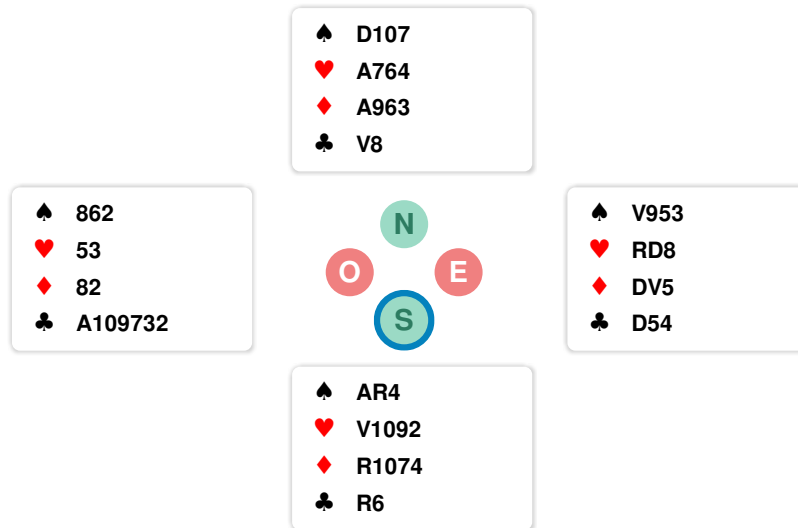 ♠ D107
♥ A764
♦ A963
♣ V8
♠ 862
♥ 53
♦ 82
♣ A109732
N
O E
S
♠ V953
♥ RD8
♦ DV5
♣ D54
♠ AR4
♥ V1092
♦ R1074
♣ R6